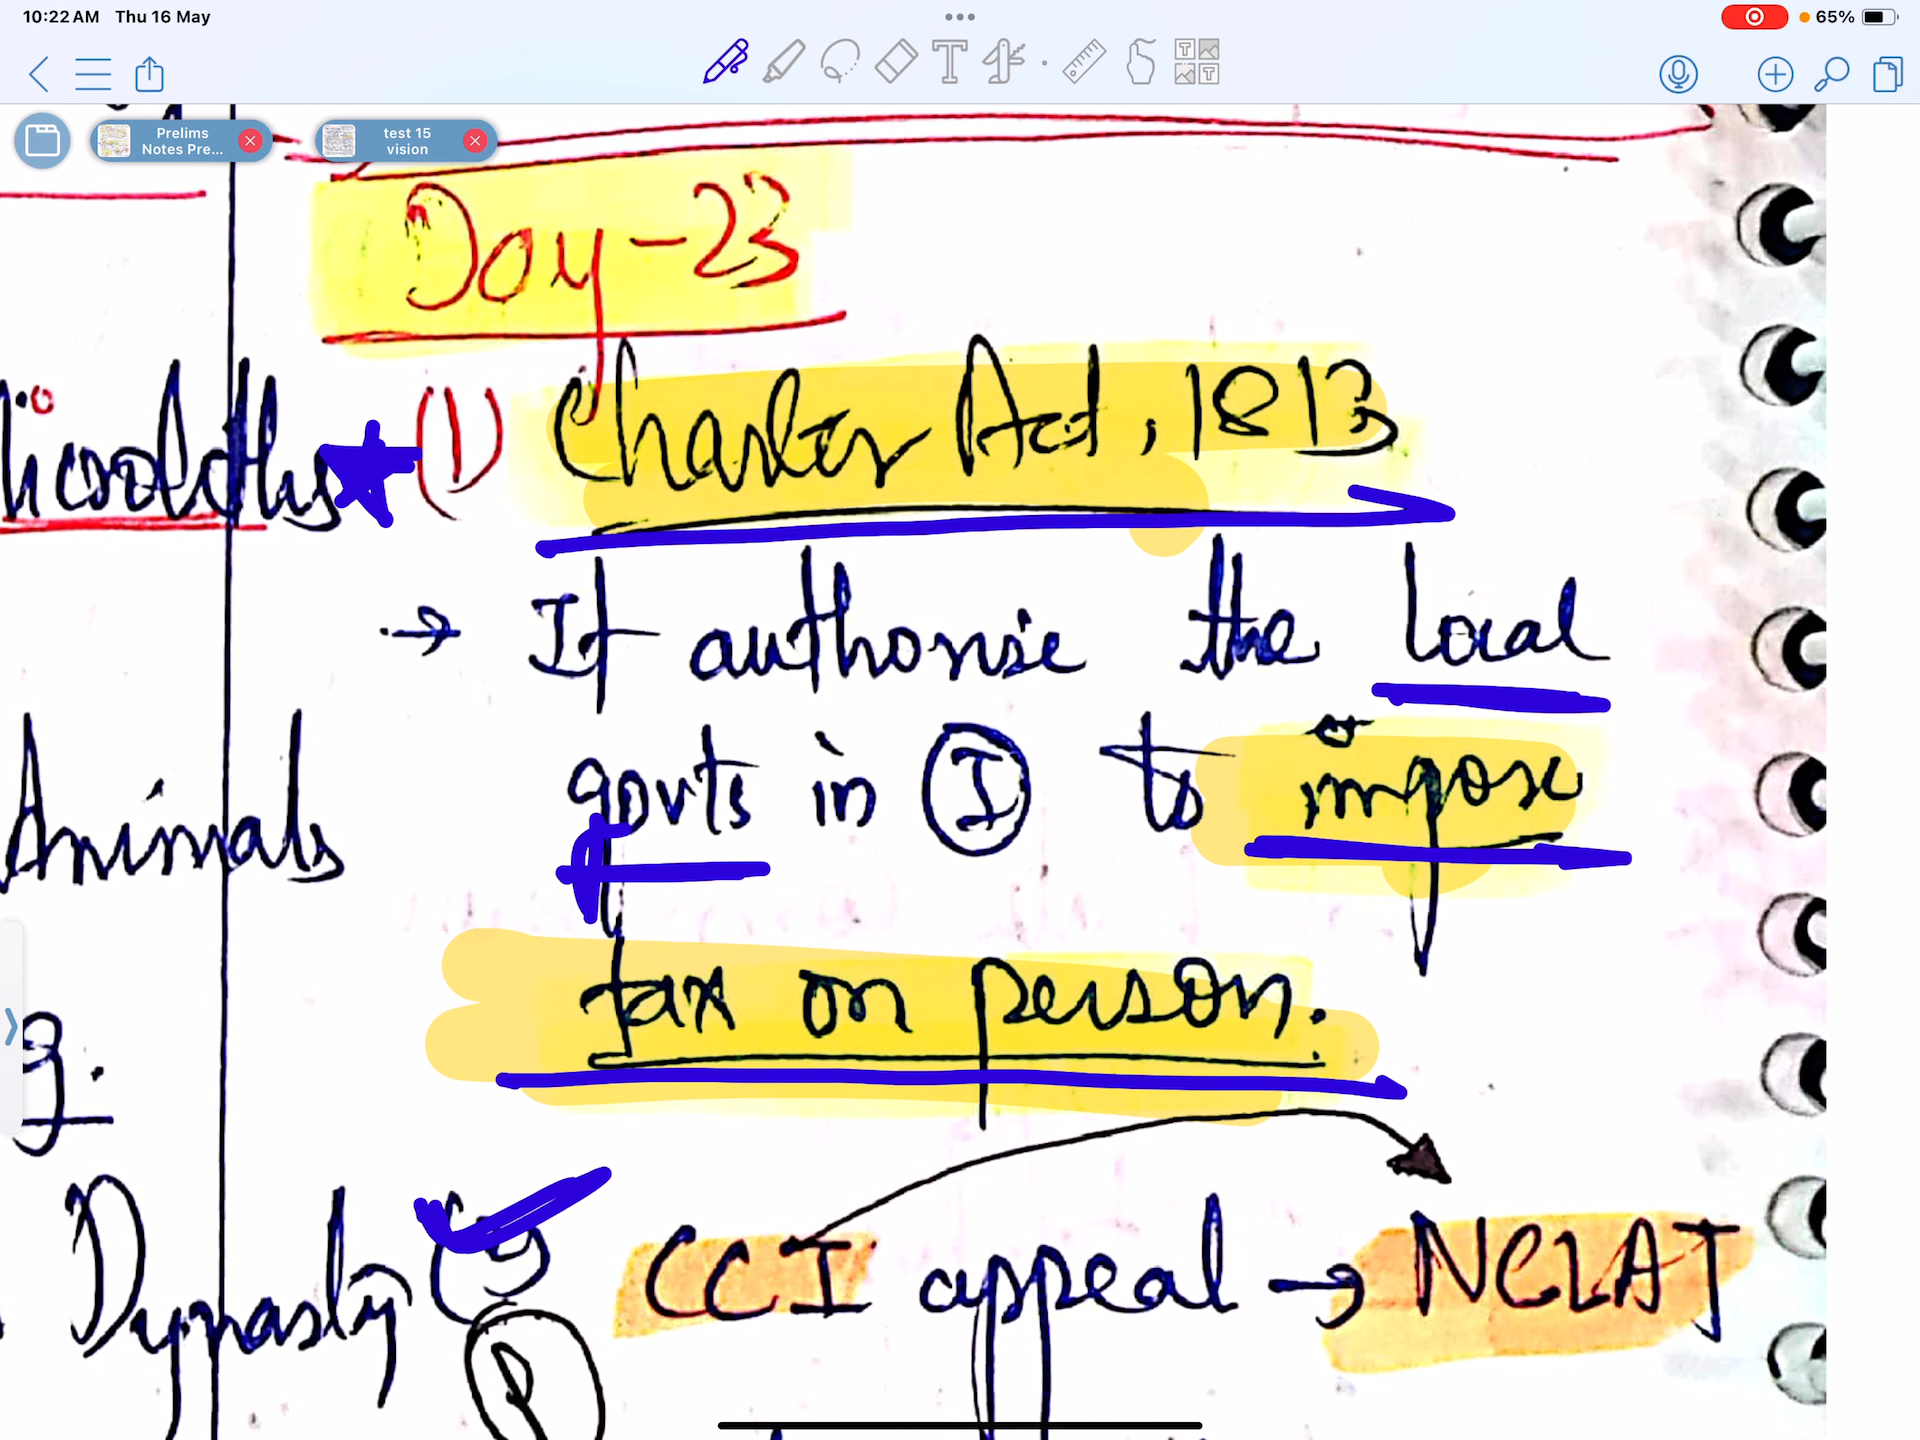 10:22 AM Thu 16 May
65%
Prelims
Notes Pre...
test 15
vision
Day-23
(1) Charter Act, 1813
→ It authorise the local
govts in I to impose
tax on person.
Animals
Dynasty
CCI appeal → NCLAT
P